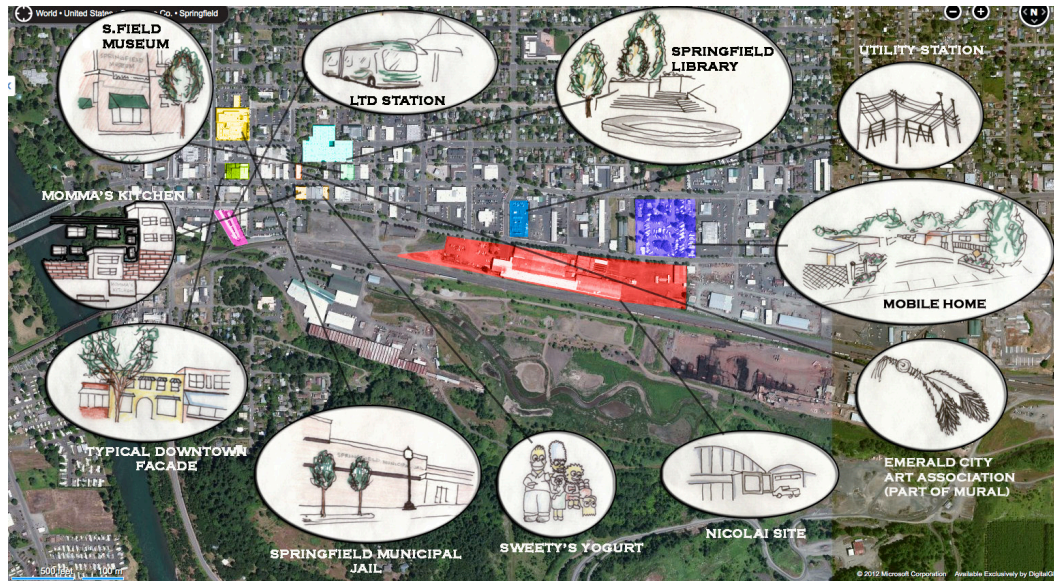 World • United States
Co. • Springfield
N
S.FIELD
MUSEUM
LTD STATION
SPRINGFIELD
LIBRARY
UTILITY STATION
MOMMA'S KITCHEN
MOBILE HOME
TYPICAL DOWNTOWN
FACADE
EMERALD CITY
ART ASSOCIATION
(PART OF MURAL)
SPRINGFIELD MUNICIPAL
JAIL
SWEETY'S YOGURT
NICOLAI SITE
500 feet 100 m
© 2012 Microsoft Corporation Available Exclusively by DigitalG